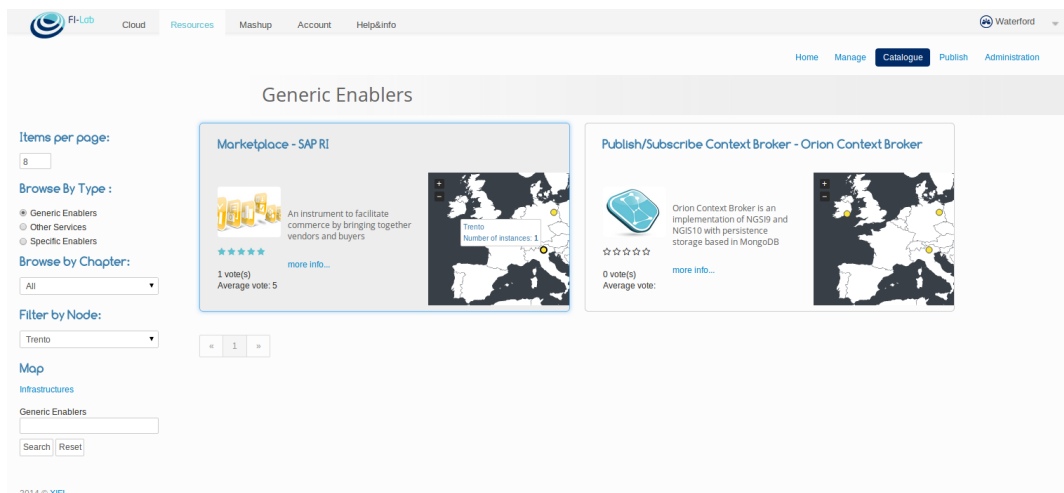 FI-Lab
Cloud
Resources
Mashup
Account
Help&info
Waterford
Home
Manage
Catalogue
Publish
Administration
Generic Enablers
Items per page:
8
Browse By Type :
Generic Enablers
Other Services
Specific Enablers
Browse by Chapter:
All
Filter by Node:
Trento
Map
Infrastructures
Generic Enablers
Search
Reset
Marketplace - SAP RI
An instrument to facilitate
commerce by bringing together
vendors and buyers
more info...
1 vote(s)
Average vote: 5
+
−
Trento
Number of instances: 1
Publish/Subscribe Context Broker - Orion Context Broker
Orion Context Broker is an
implementation of NGSI9 and
NGIS10 with persistence
storage based in MongoDB
more info...
0 vote(s)
Average vote:
+
−
« 1 »
2014 © XIFI